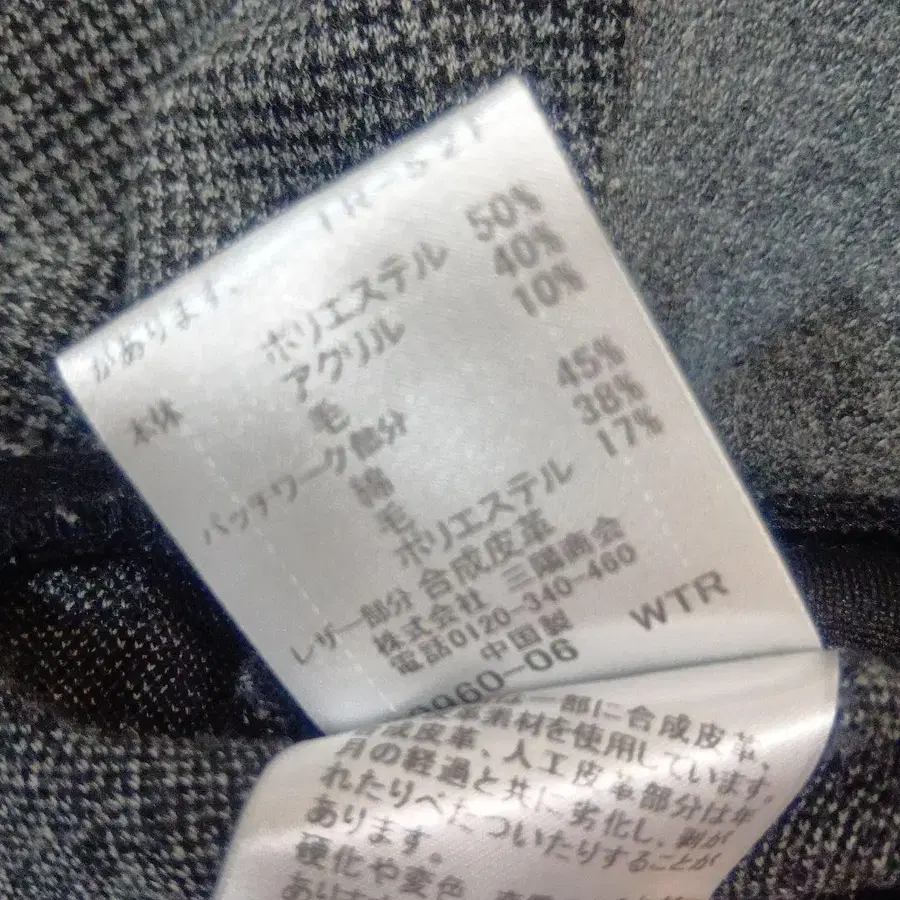 があります。
本体 ポリエステル 50%
アクリル 40%
毛 10%
パッチワーク部分
綿 45%
毛 38%
ポリエステル 17%
レザー部分 合成皮革
株式会社 三陽商会
電話0120-340-460
中国製
960-06 WTR
部に合成皮革、
素材を使用しています。
成皮革、人工皮革部分は年
月の経過と共に劣化し、剥が
れたりべたついたりすることが
あります。
硬化や変色